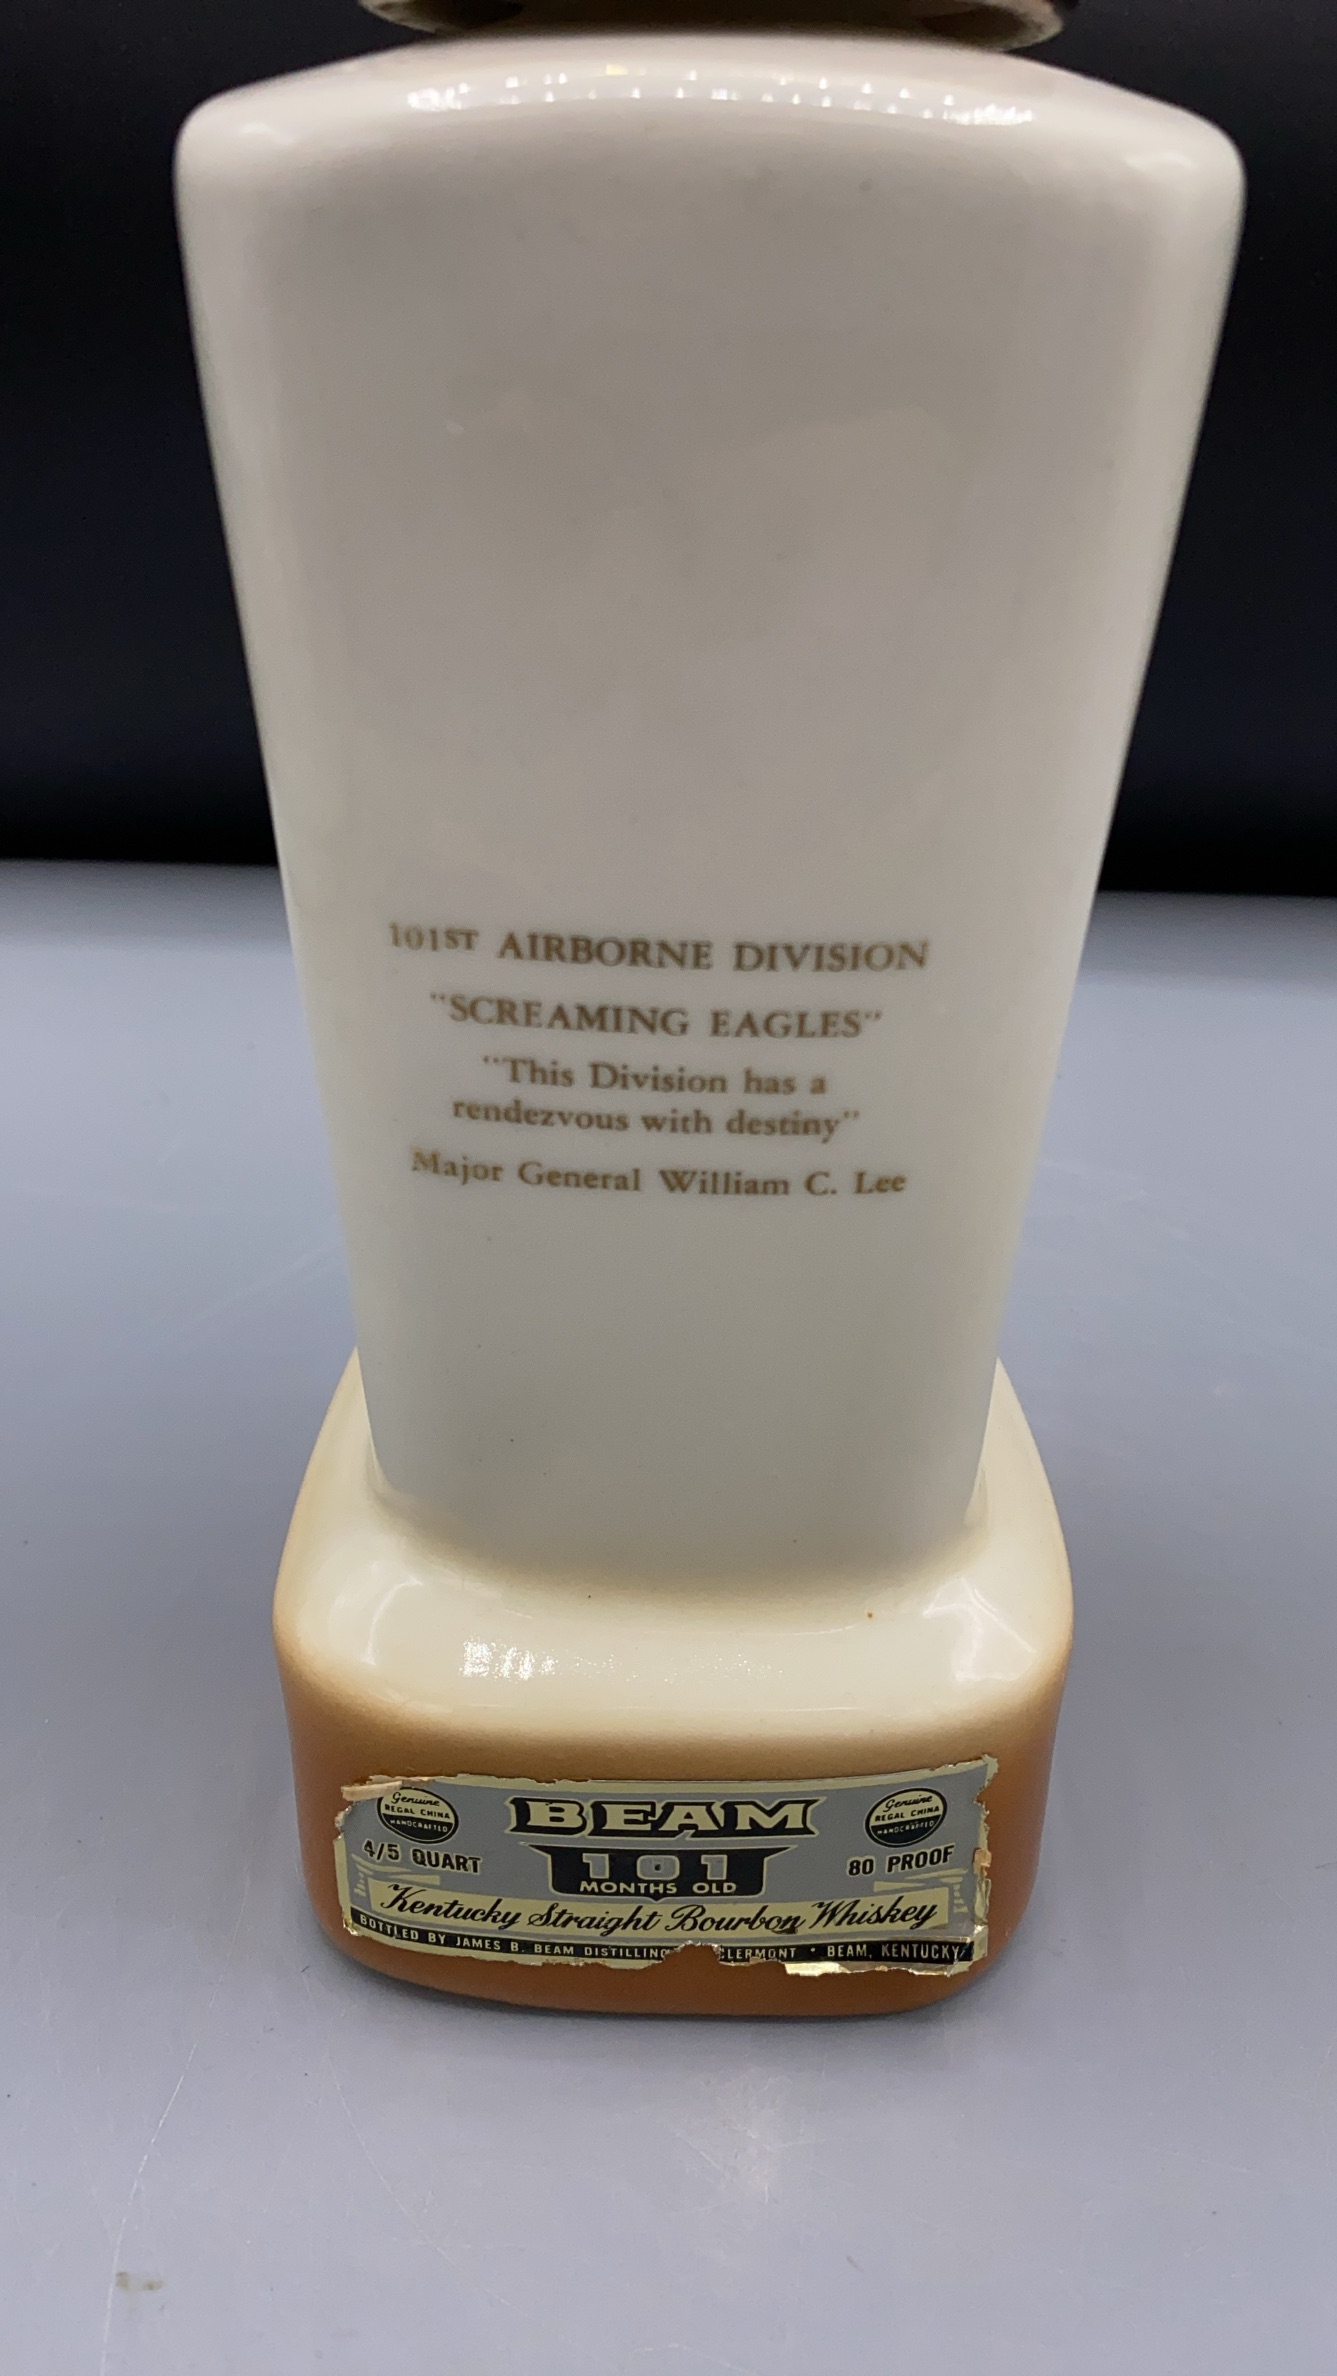 101ST AIRBORNE DIVISION
"SCREAMING EAGLES"
"This Division has a
rendezvous with destiny"
Major General William C. Lee
Genuine
REGAL CHINA
HANDCRAFTED
BEAM
Genuine
REGAL CHINA
HANDCRAFTED
4/5 QUART
101
80 PROOF
MONTHS OLD
Kentucky Straight Bourbon Whiskey
BOTTLED BY JAMES B. BEAM DISTILLING CLERMONT • BEAM, KENTUCKY